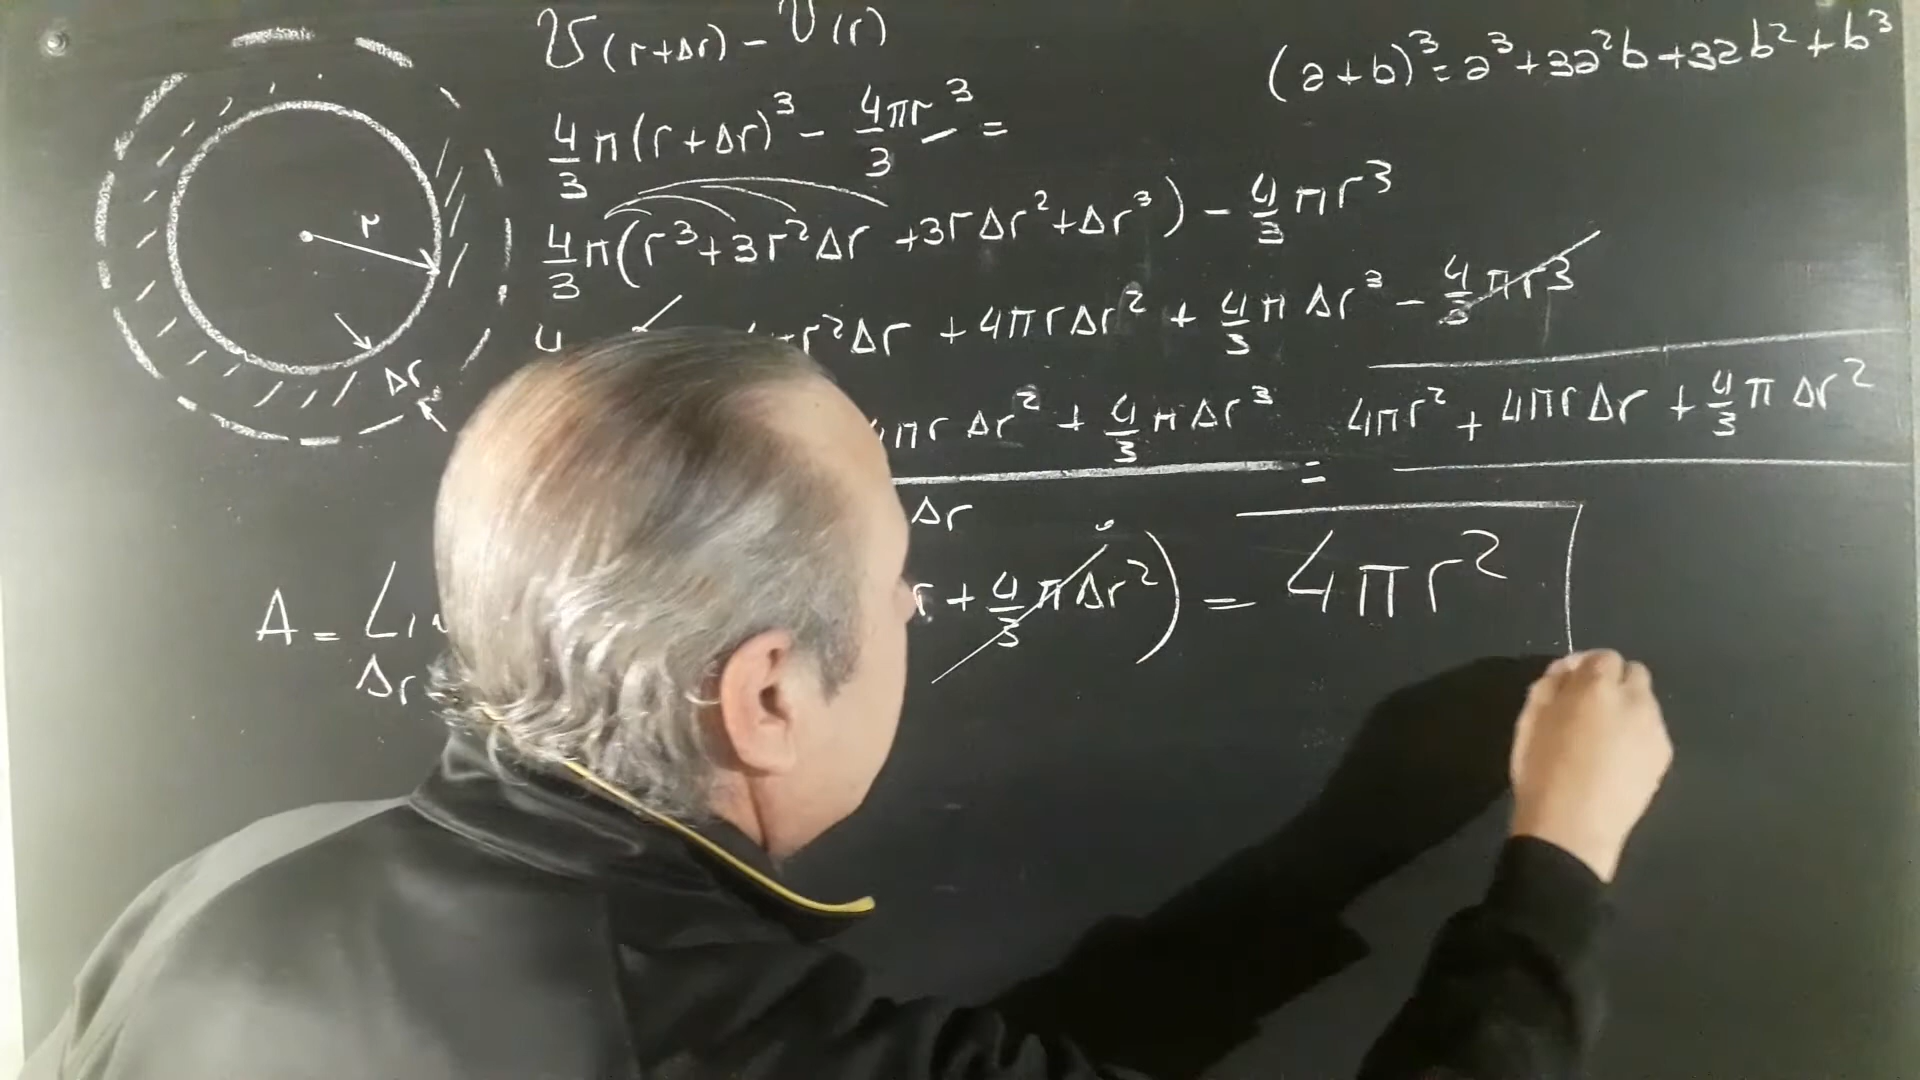 V(r+Δr) - V(r)
(a+b)³=a³+3a²b+3ab²+b³
4/3 π(r+Δr)³ - 4πr³/3 =
4/3 π(r³+3r²Δr+3rΔr²+Δr³) - 4/3 πr³
r²Δr + 4πrΔr² + 4/3 πΔr³ - 4/3 πr³
πrΔr² + 4/3 πΔr³ = 4πr² + 4πrΔr + 4/3 πΔr²
Δr
A = Lim r + 4/3 πΔr²) = 4πr²
Δr
r
Δr